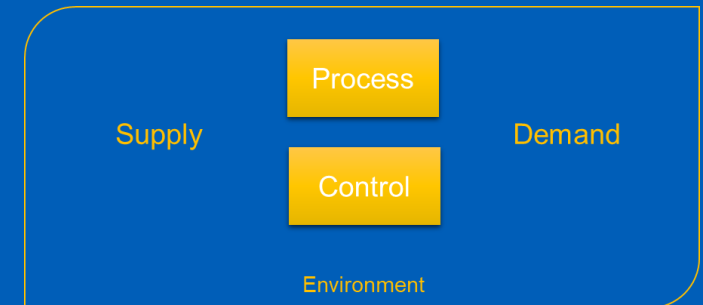 Process
Supply
Demand
Control
Environment